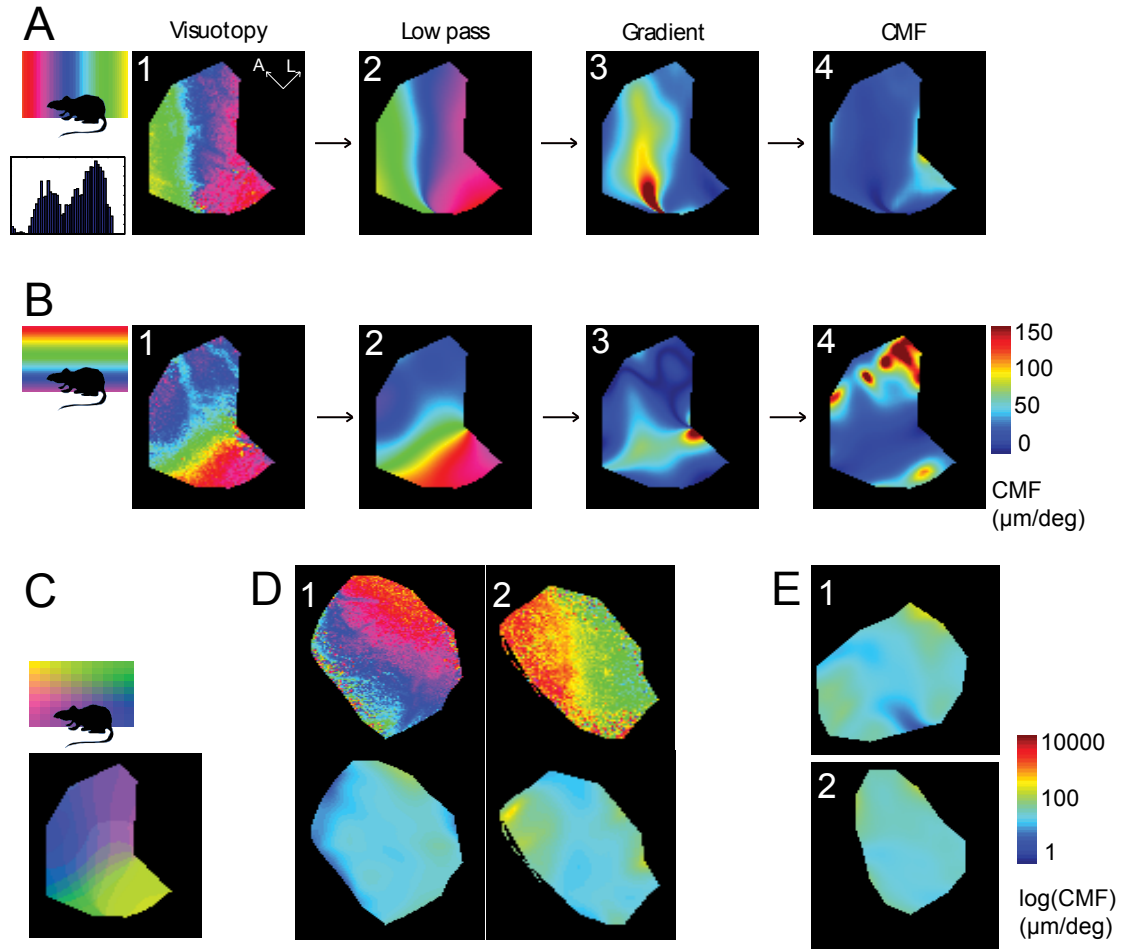 A
Visuotopy
Low pass
Gradient
CMF
1
A
L
2
3
4
B
1
2
3
4
150
100
50
0
CMF
(µm/deg)
C
D
1
2
E
1
2
10000
100
1
log(CMF)
(µm/deg)